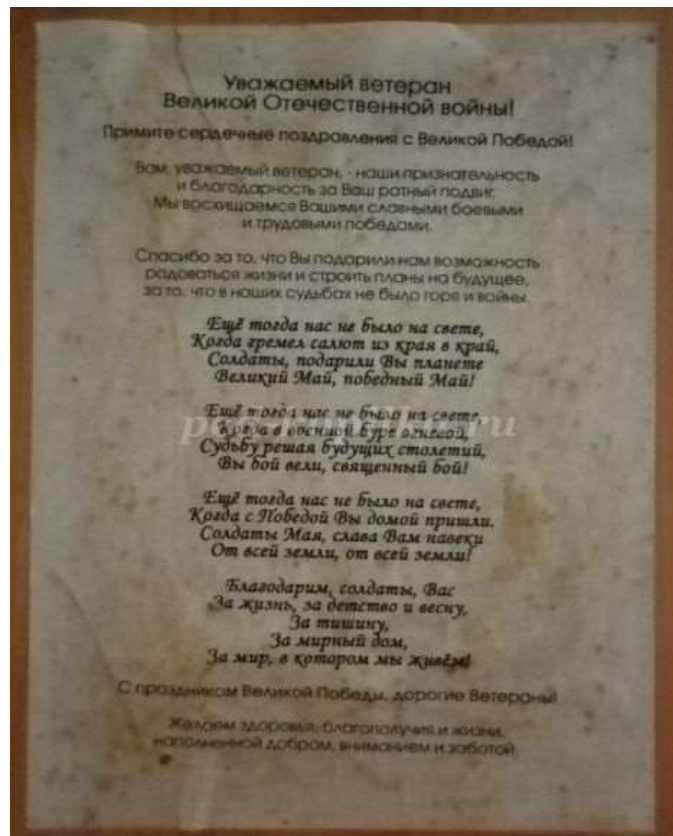 Уважаемый ветеран
Великой Отечественной войны!
Примите сердечные поздравления с Великой Победой!
Вам, уважаемый ветеран, - наши признательность
и благодарность за Ваш ратный подвиг.
Мы восхищаемся Вашими славными боевыми
и трудовыми победами.
Спасибо за то, что Вы подарили нам возможность
радоваться жизни и строить планы на будущее,
за то, что в наших судьбах не было горя и войны.
Ещё тогда нас не было на свете,
Когда гремел салют из края в край,
Солдаты, подарили Вы планете
Великий Май, победный Май!
Ещё тогда нас не было на свете,
Когда в военной буре огневой,
Судьбу решая будущих столетий,
Вы бой вели, священный бой!
Ещё тогда нас не было на свете,
Когда с Победой Вы домой пришли.
Солдаты Мая, слава Вам навеки
От всей земли, от всей земли!
Благодарим, солдаты, Вас
За жизнь, за детство и весну,
За тишину,
За мирный дом,
За мир, в котором мы живём!
С праздником Великой Победы, дорогие Ветераны!
Желаем здоровья, благополучия и жизни,
наполненной добром, вниманием и заботой.